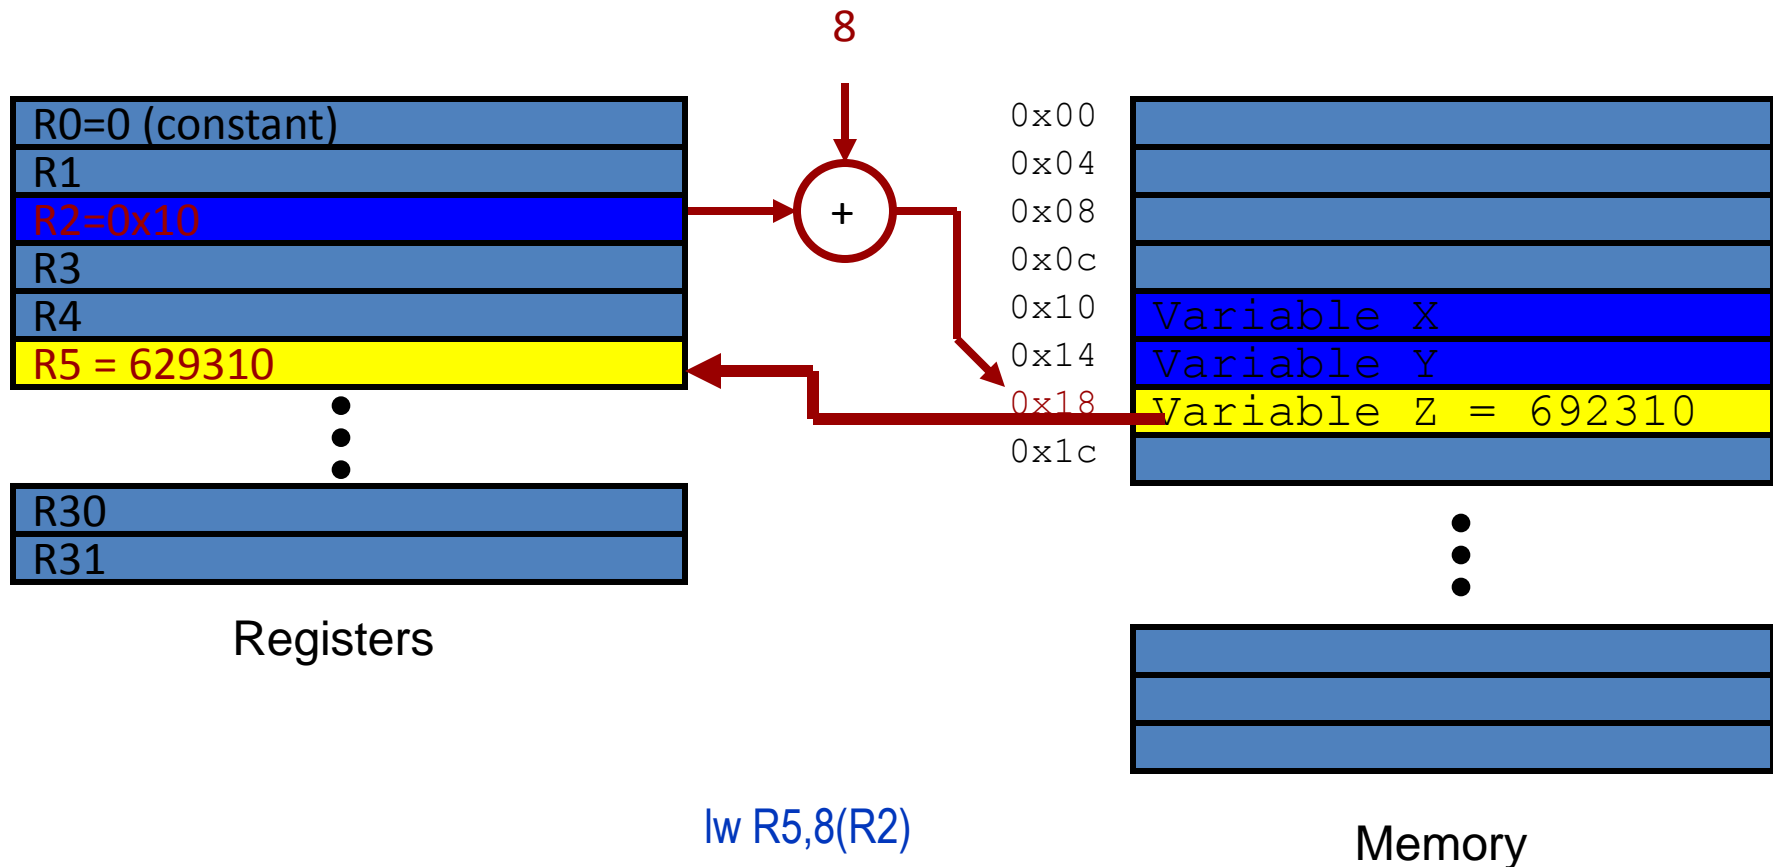 8
R0=0 (constant)
R1
R2=0x10
R3
R4
R5 = 629310
R30
R31
Registers
+
0x00
0x04
0x08
0x0c
0x10
0x14
0x18
0x1c
Variable X
Variable Y
Variable Z = 692310
lw R5,8(R2)
Memory